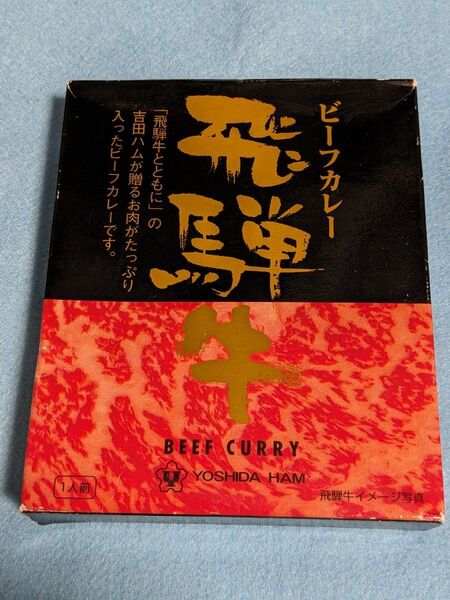 ビーフカレー
飛騨
牛
「飛騨牛とともに」の
吉田ハムが贈るお肉がたっぷり
入ったビーフカレーです。
BEEF CURRY
YOSHIDA HAM
1人前
飛騨牛イメージ写真